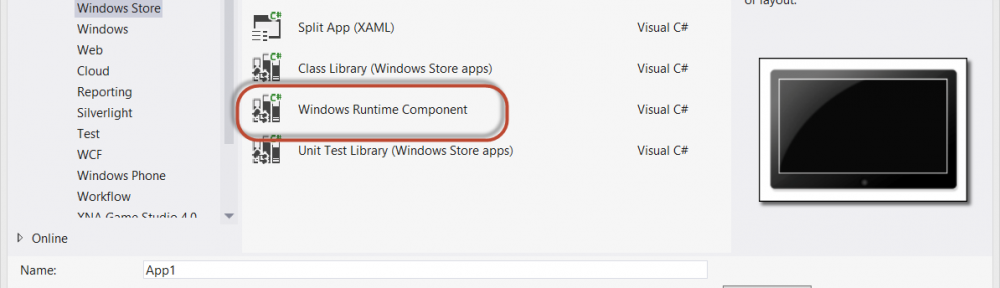 Windows Store
Windows
Web
Cloud
Reporting
Silverlight
Test
WCF
Windows Phone
Workflow
XNA Game Studio 4.0
Online
C#
Split App (XAML) Visual C#
C#
Class Library (Windows Store apps) Visual C#
C#
Windows Runtime Component Visual C#
C#
Unit Test Library (Windows Store apps) Visual C#
or layout.
Name: App1